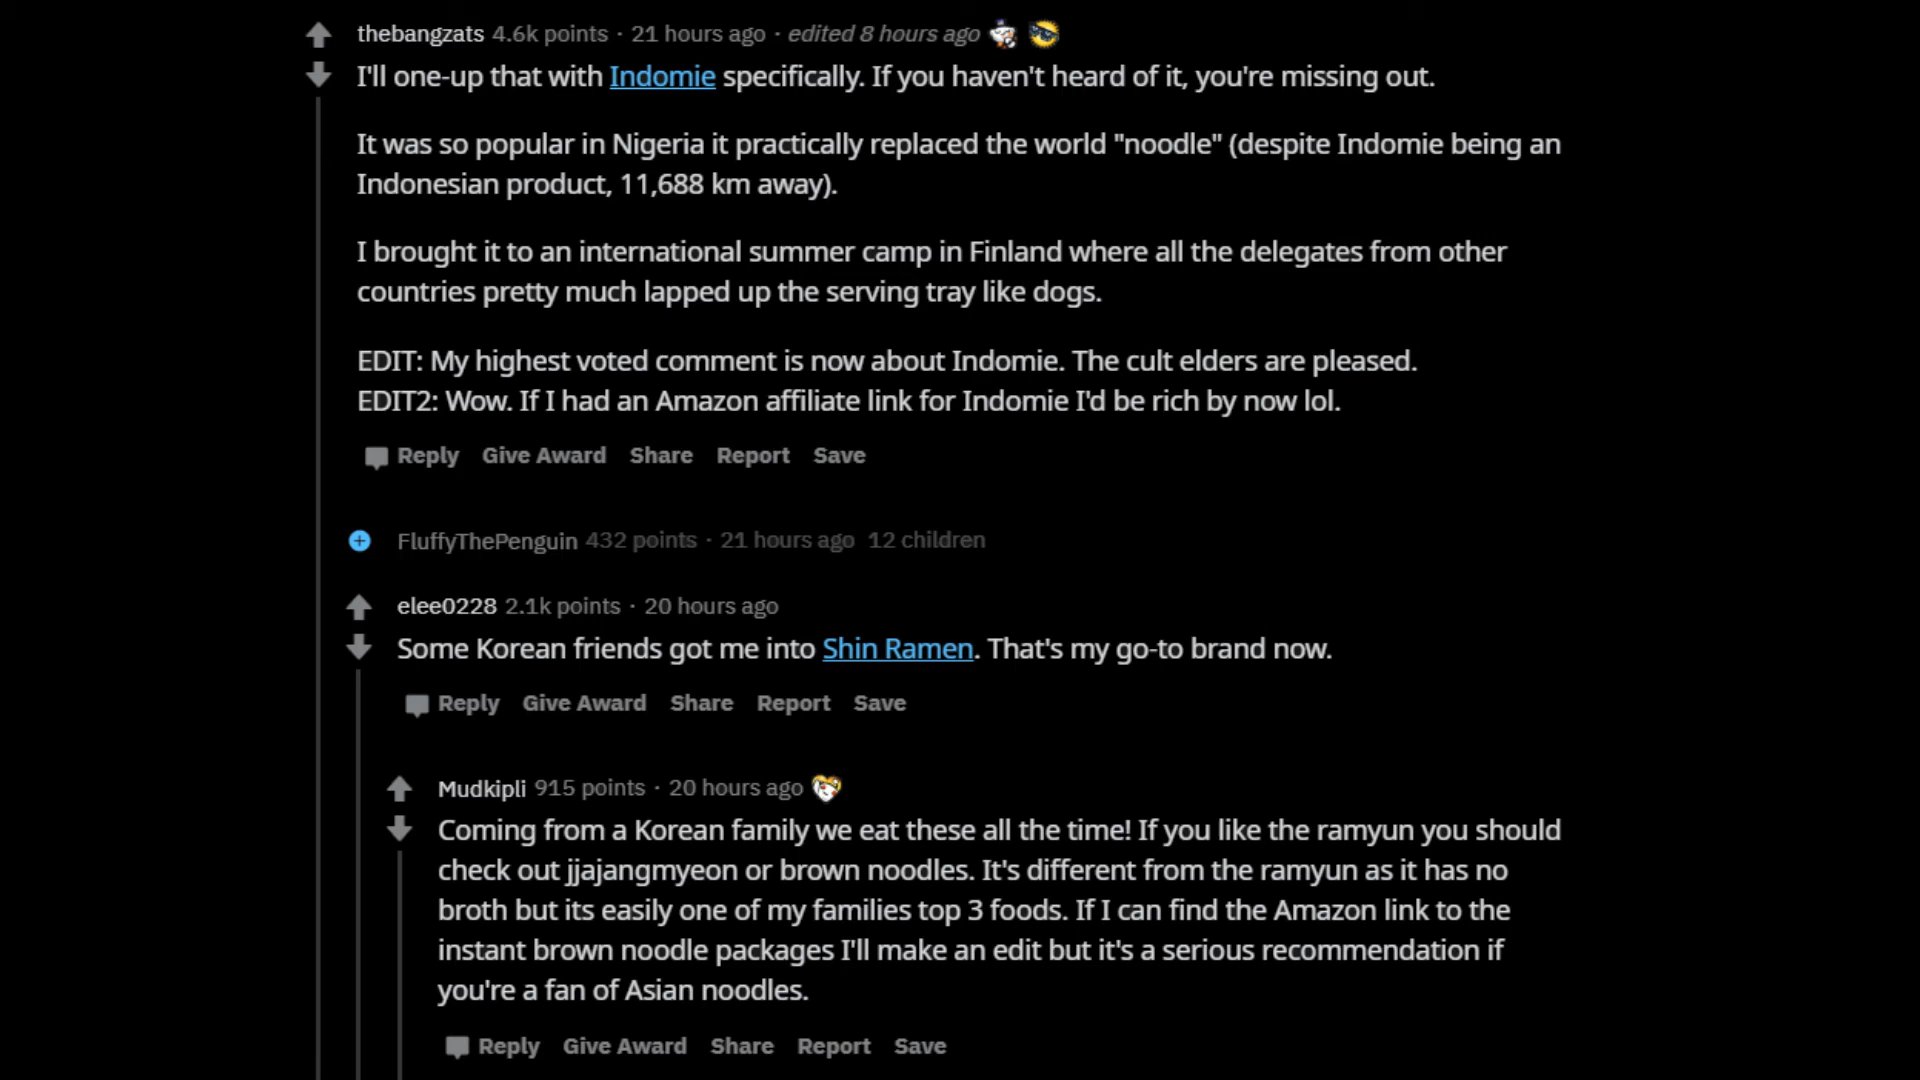 thebangzats 4.6k points · 21 hours ago · edited 8 hours ago
I'll one-up that with Indomie specifically. If you haven't heard of it, you're missing out.
It was so popular in Nigeria it practically replaced the world "noodle" (despite Indomie being an
Indonesian product, 11,688 km away).
I brought it to an international summer camp in Finland where all the delegates from other
countries pretty much lapped up the serving tray like dogs.
EDIT: My highest voted comment is now about Indomie. The cult elders are pleased.
EDIT2: Wow. If I had an Amazon affiliate link for Indomie I'd be rich by now lol.
Reply Give Award Share Report Save
FluffyThePenguin 432 points · 21 hours ago 12 children
elee0228 2.1k points · 20 hours ago
Some Korean friends got me into Shin Ramen. That's my go-to brand now.
Reply Give Award Share Report Save
Mudkipli 915 points · 20 hours ago
Coming from a Korean family we eat these all the time! If you like the ramyun you should
check out jjajangmyeon or brown noodles. It's different from the ramyun as it has no
broth but its easily one of my families top 3 foods. If I can find the Amazon link to the
instant brown noodle packages I'll make an edit but it's a serious recommendation if
you're a fan of Asian noodles.
Reply Give Award Share Report Save